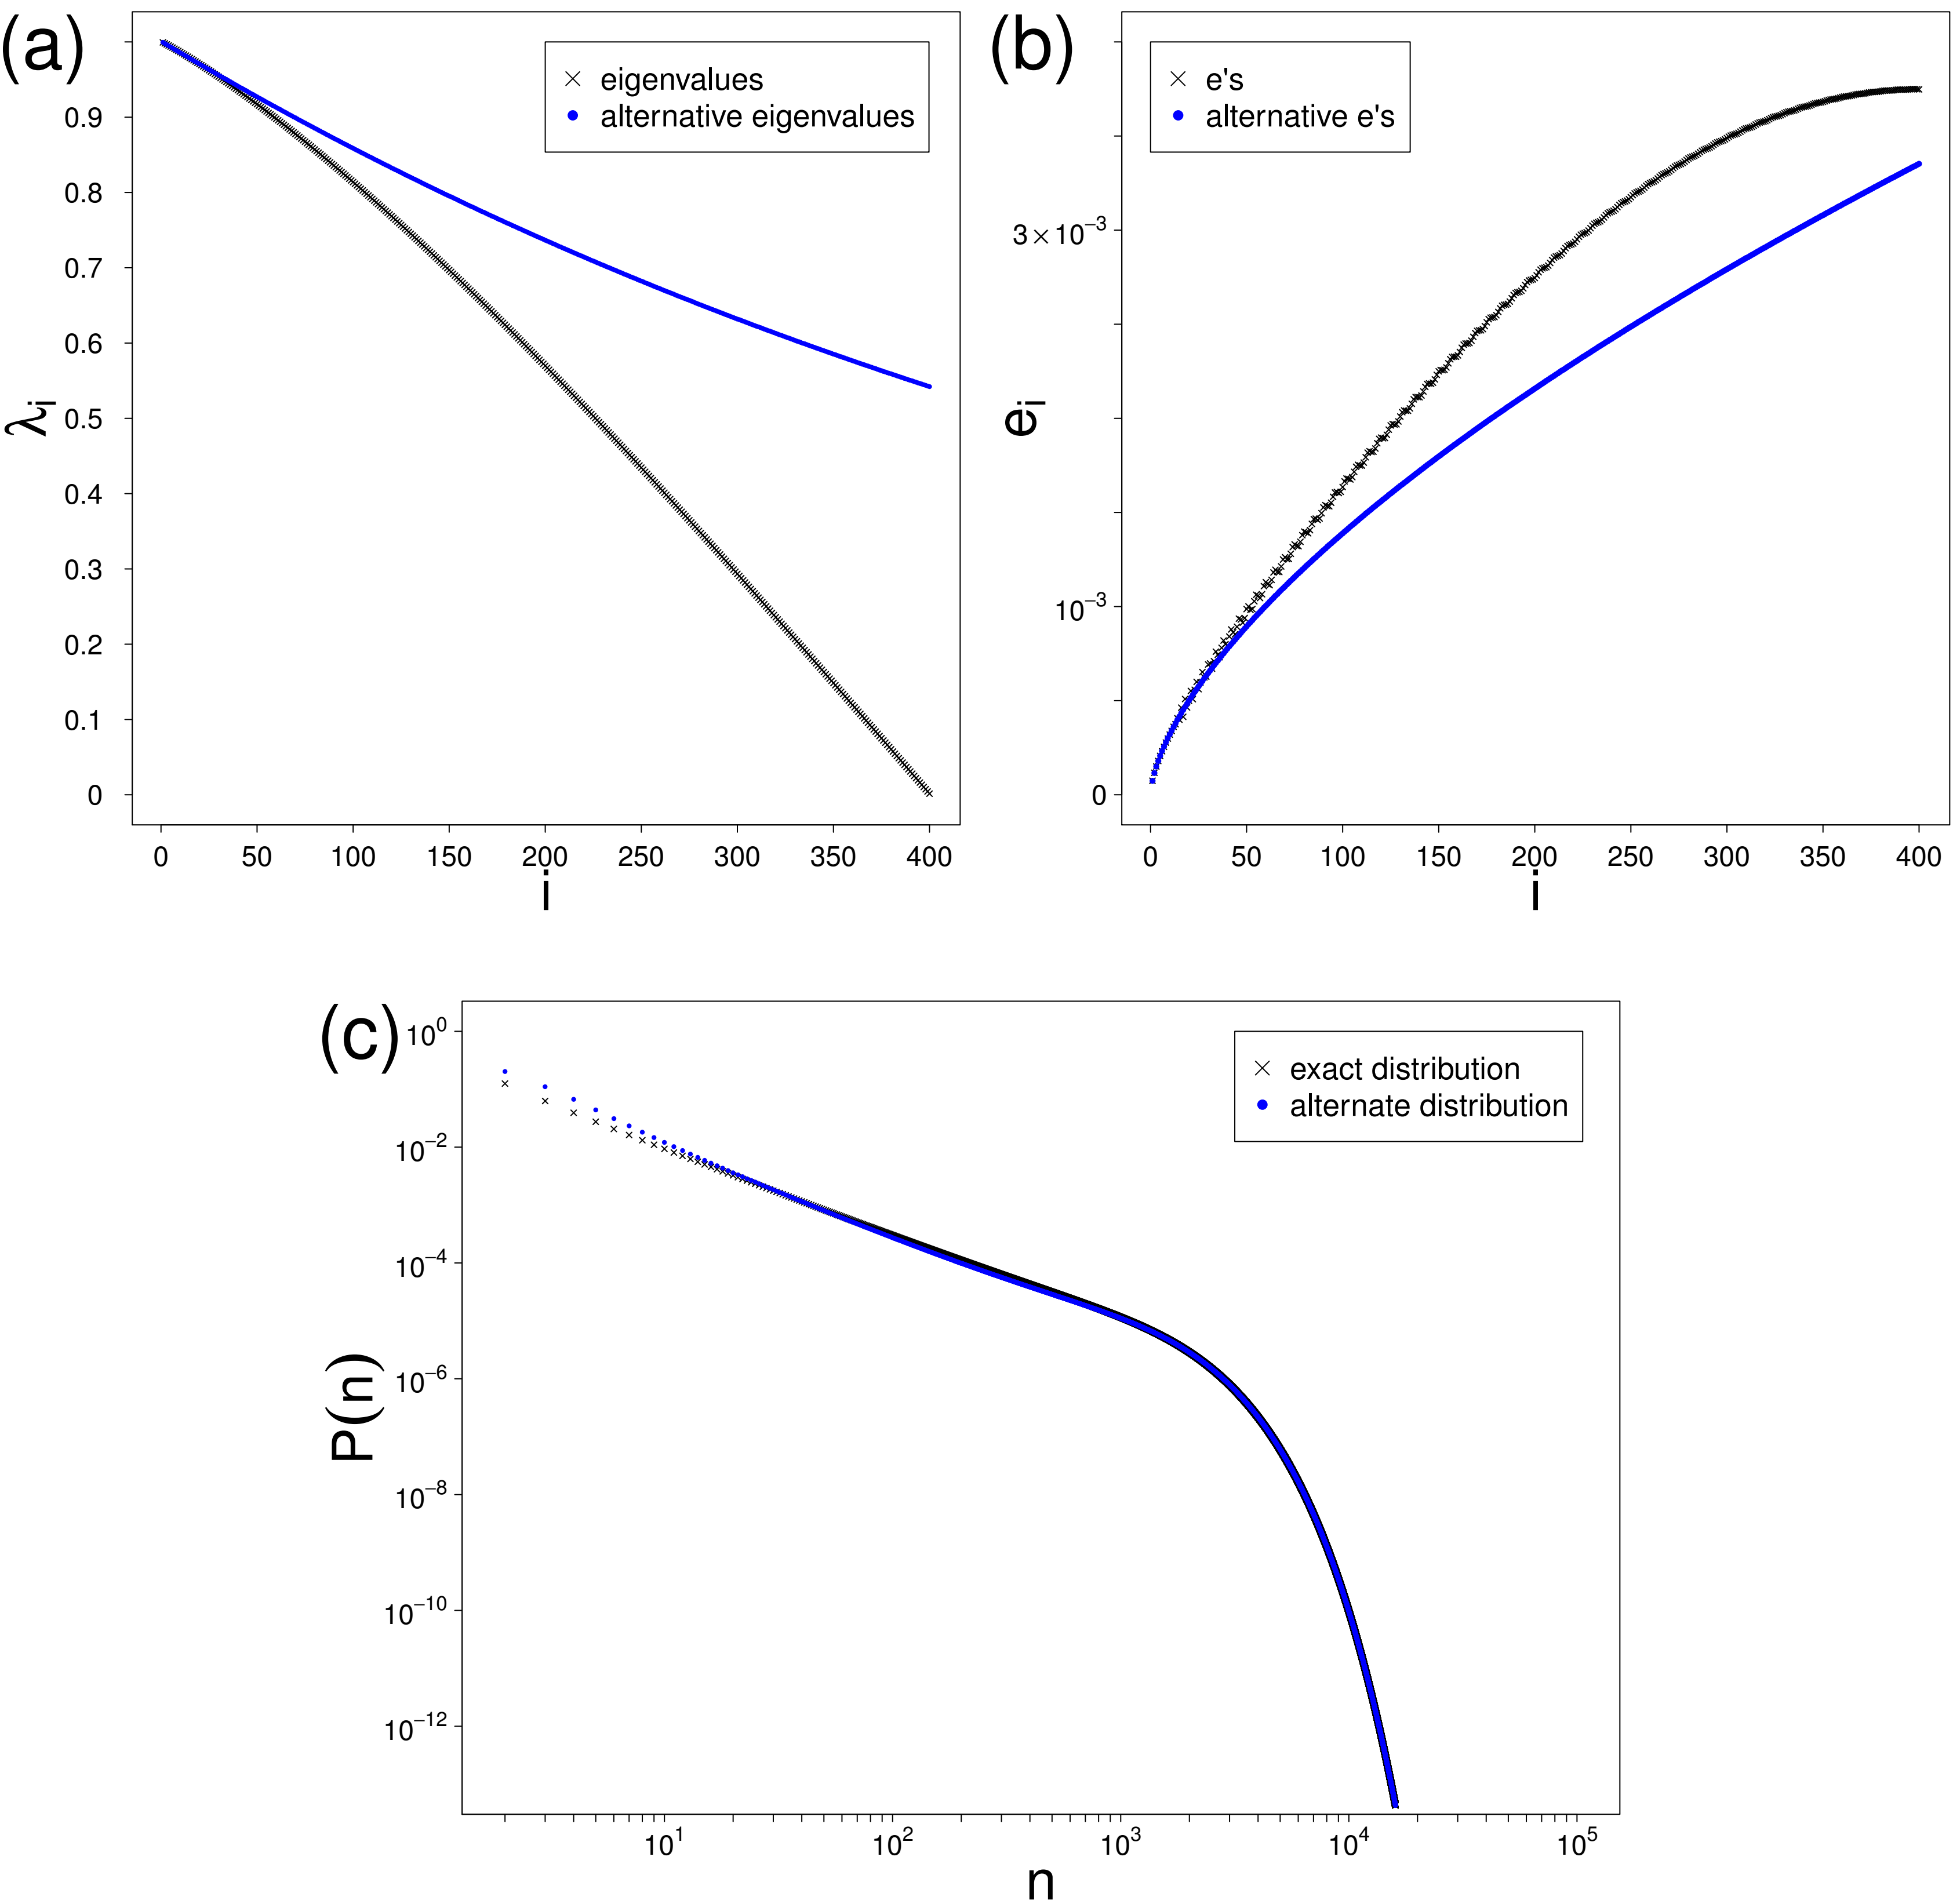 (a)
eigenvalues
alternative eigenvalues
0.9
0.8
0.7
0.6
0.5
0.4
0.3
0.2
0.1
0
λi
0 50 100 150 200 250 300 350 400
i
(b)
e's
alternative e's
3×10⁻³
10⁻³
0
ei
0 50 100 150 200 250 300 350 400
i
(c)
exact distribution
alternate distribution
10⁰
10⁻²
10⁻⁴
10⁻⁶
10⁻⁸
10⁻¹⁰
10⁻¹²
P(n)
10¹ 10² 10³ 10⁴ 10⁵
n